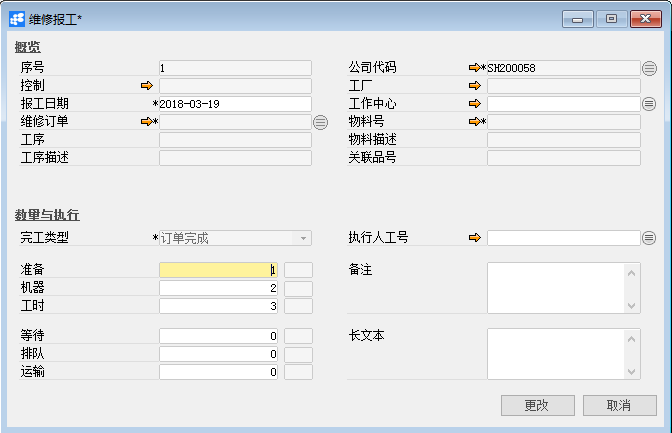 维修报工*
概览
序号 1 公司代码 *SH200058
控制 工厂
报工日期 *2018-03-19 工作中心
维修订单 * 物料号 *
工序 物料描述
工序描述 关联品号
数量与执行
完工类型 *订单完成 执行人工号
准备 1 备注
机器 2
工时 3
等待 0 长文本
排队 0
运输 0
更改 取消